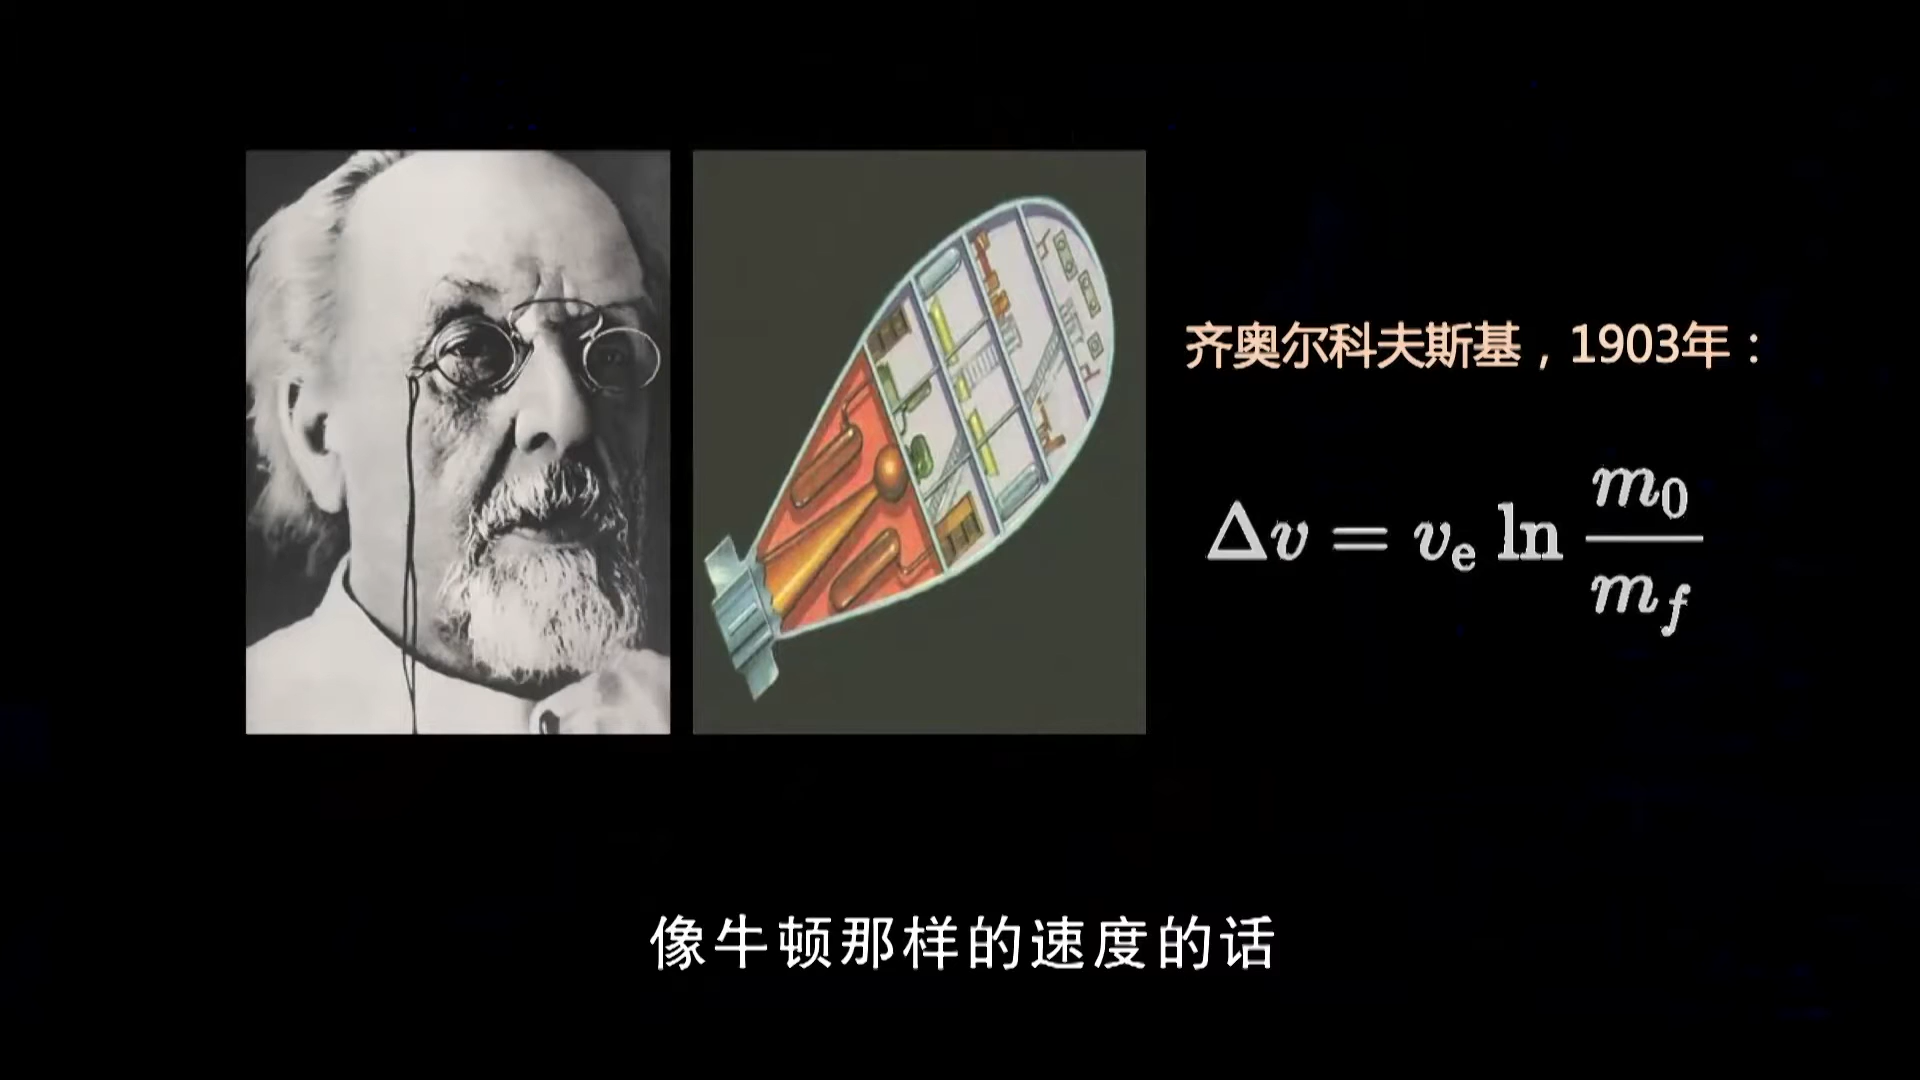 齐奥尔科夫斯基，1903年：
Δv = vₑ ln m₀/m_f
像牛顿那样的速度的话